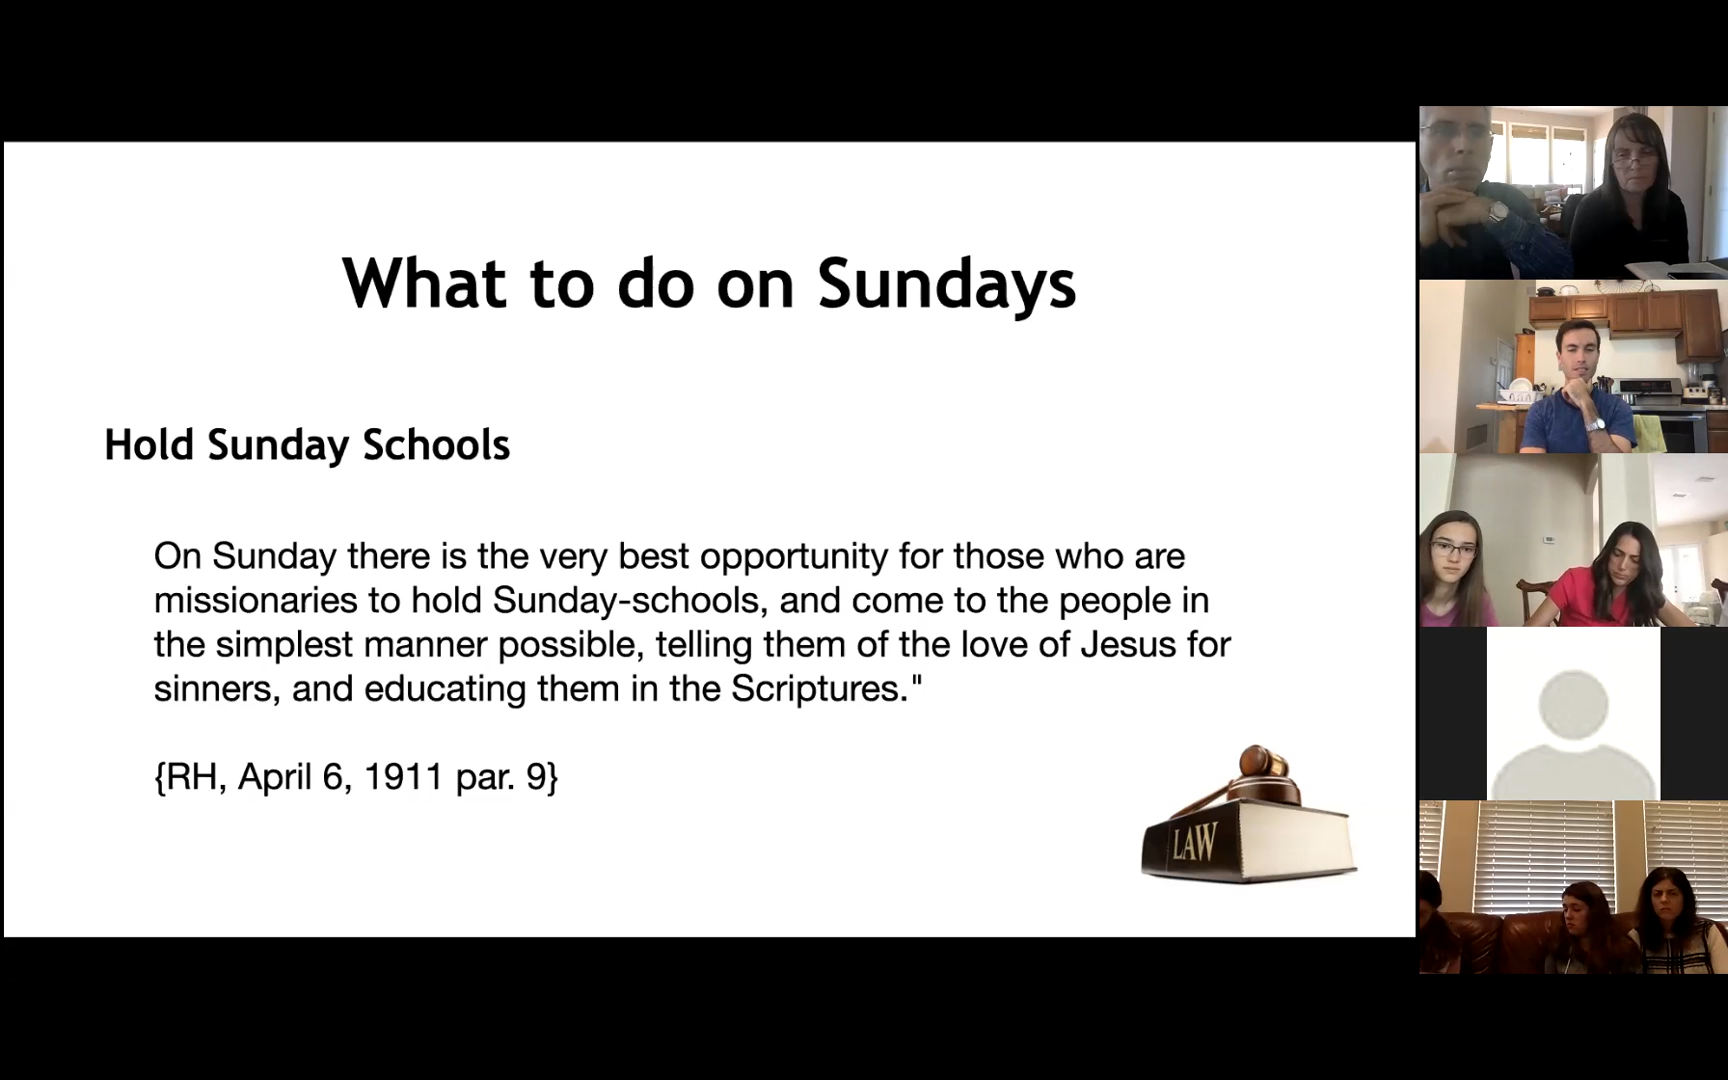 What to do on Sundays
Hold Sunday Schools
On Sunday there is the very best opportunity for those who are
missionaries to hold Sunday-schools, and come to the people in
the simplest manner possible, telling them of the love of Jesus for
sinners, and educating them in the Scriptures."
{RH, April 6, 1911 par. 9}
LAW